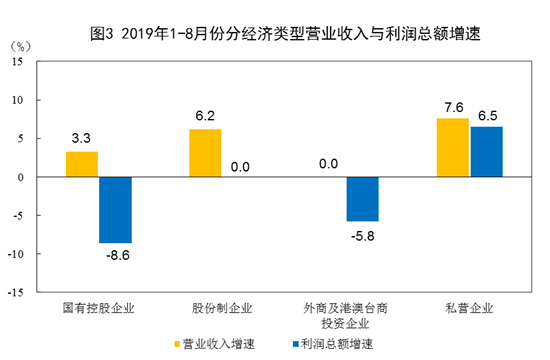 图3 2019年1-8月份分经济类型营业收入与利润总额增速
(%)
15
10
5
0
-5
-10
-15
3.3
-8.6
6.2
0.0
0.0
-5.8
7.6
6.5
国有控股企业
股份制企业
外商及港澳台商
投资企业
私营企业
营业收入增速
利润总额增速